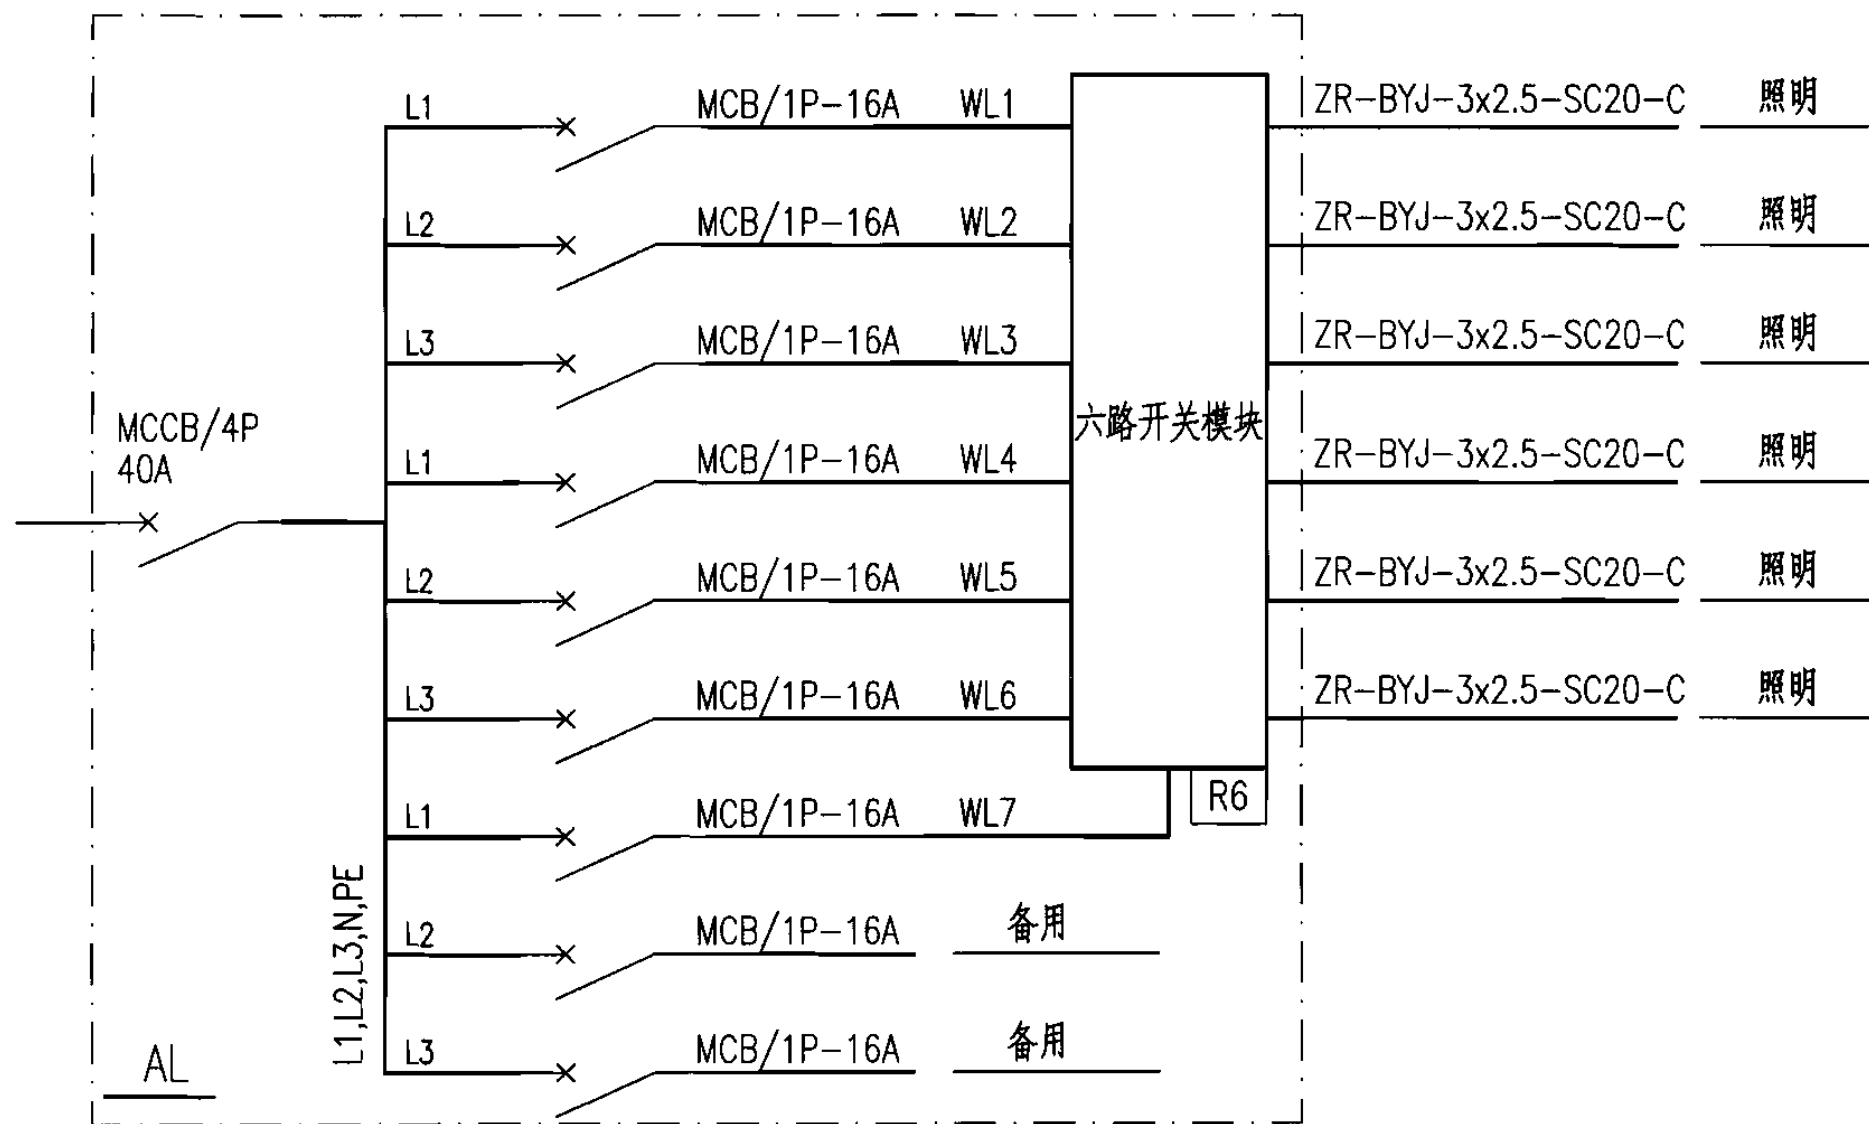 L1 MCB/1P-16A WL1 ZR-BYJ-3x2.5-SC20-C 照明
L2 MCB/1P-16A WL2 ZR-BYJ-3x2.5-SC20-C 照明
L3 MCB/1P-16A WL3 ZR-BYJ-3x2.5-SC20-C 照明
六路开关模块
MCCB/4P
40A
L1 MCB/1P-16A WL4 ZR-BYJ-3x2.5-SC20-C 照明
L2 MCB/1P-16A WL5 ZR-BYJ-3x2.5-SC20-C 照明
L3 MCB/1P-16A WL6 ZR-BYJ-3x2.5-SC20-C 照明
R6
L1 MCB/1P-16A WL7
L1,L2,L3,N,PE
L2 MCB/1P-16A 备用
L3 MCB/1P-16A 备用
AL